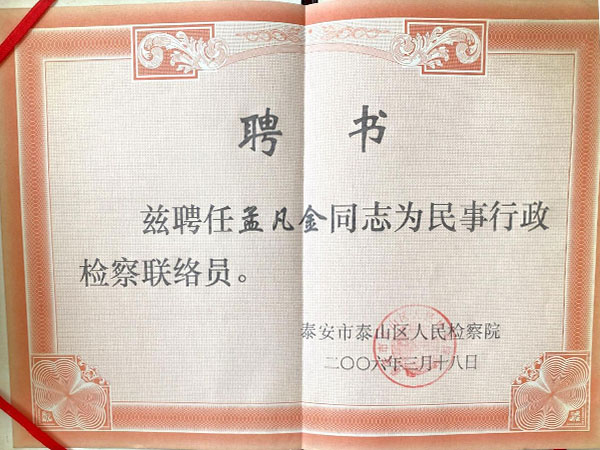 聘书
兹聘任孟凡金同志为民事行政
检察联络员。
泰安市泰山区人民检察院
二〇〇六年三月十八日